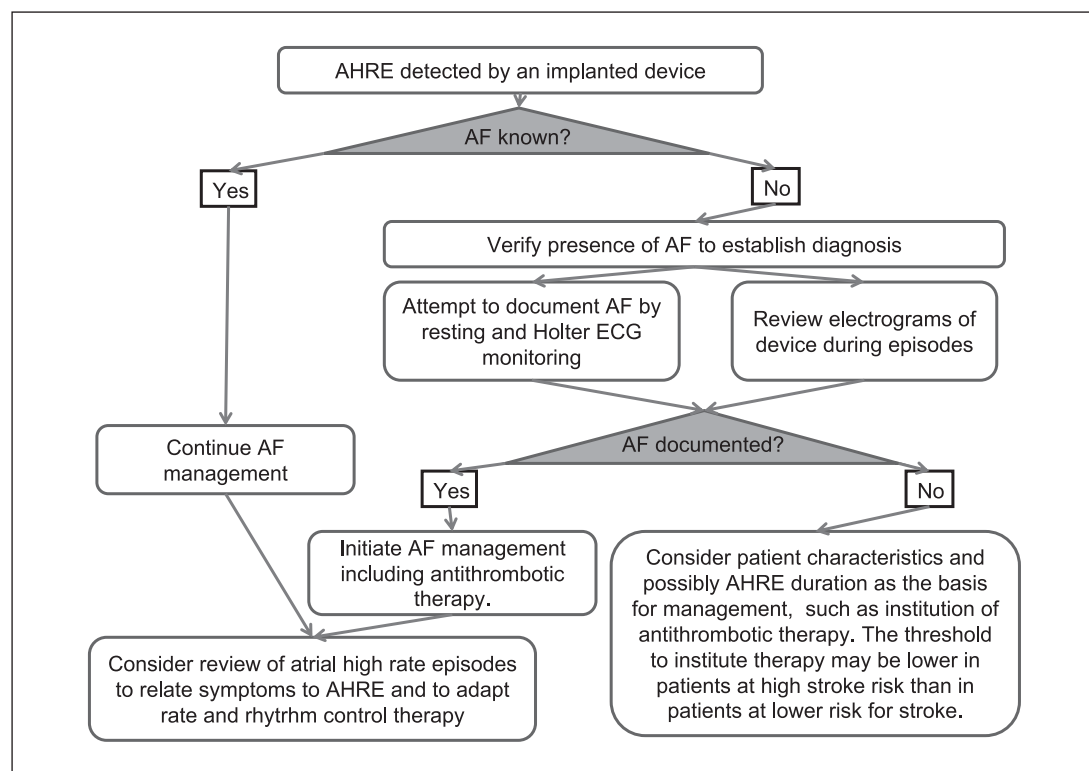 AHRE detected by an implanted device
AF known?
Yes
No
Verify presence of AF to establish diagnosis
Attempt to document AF by
resting and Holter ECG
monitoring
Review electrograms of
device during episodes
AF documented?
Continue AF
management
Yes
No
Initiate AF management
including antithrombotic
therapy.
Consider patient characteristics and
possibly AHRE duration as the basis
for management,  such as institution of
antithrombotic therapy. The threshold
to institute therapy may be lower in
patients at high stroke risk than in
patients at lower risk for stroke.
Consider review of atrial high rate episodes
to relate symptoms to AHRE and to adapt
rate and rhytrhm control therapy